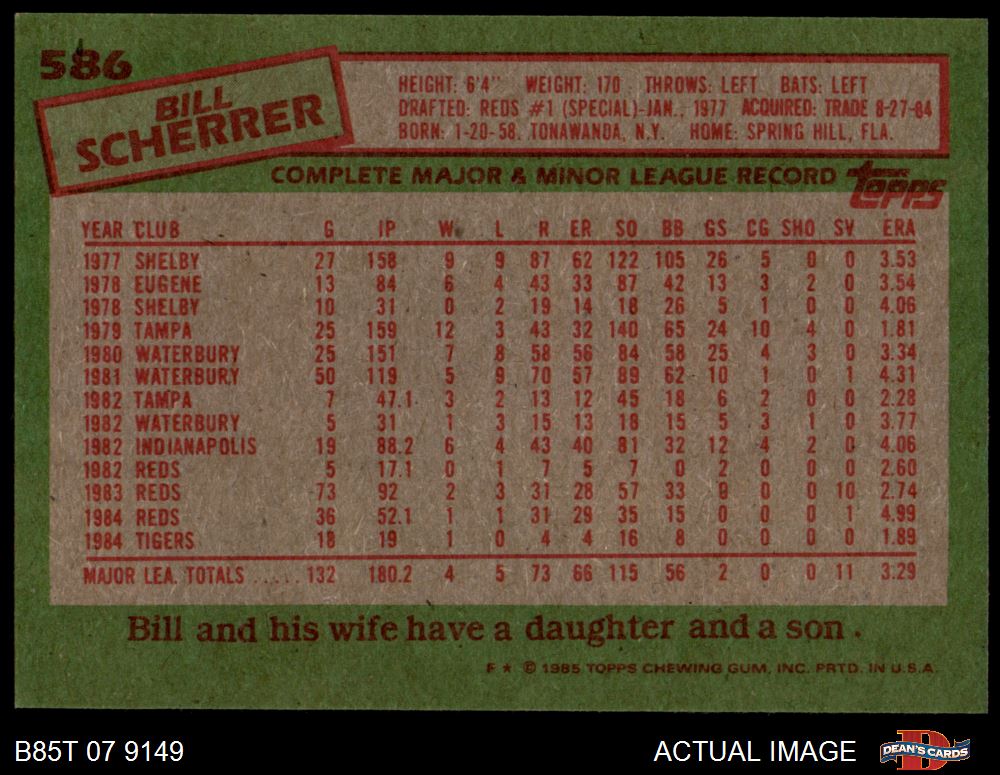 586
BILL
SCHERRER
HEIGHT: 6'4" WEIGHT: 170 THROWS: LEFT BATS: LEFT
DRAFTED: REDS #1 (SPECIAL)-JAN., 1977 ACQUIRED: TRADE 8-27-84
BORN: 1-20-58, TONAWANDA, N.Y. HOME: SPRING HILL, FLA.
COMPLETE MAJOR & MINOR LEAGUE RECORD topps
YEAR CLUB G IP W L R ER SO BB GS CG SHO SV ERA
1977 SHELBY 27 158 9 9 87 62 122 105 26 5 0 0 3.53
1978 EUGENE 13 84 6 4 43 33 87 42 13 3 2 0 3.54
1978 SHELBY 10 31 0 2 19 14 18 26 5 1 0 0 4.06
1979 TAMPA 25 159 12 3 43 32 140 65 24 10 4 0 1.81
1980 WATERBURY 25 151 7 8 58 56 84 58 25 4 3 0 3.34
1981 WATERBURY 50 119 5 9 70 57 89 62 10 1 0 1 4.31
1982 TAMPA 7 47.1 3 2 13 12 45 18 6 2 0 0 2.28
1982 WATERBURY 5 31 1 3 15 13 18 15 5 3 1 0 3.77
1982 INDIANAPOLIS 19 88.2 6 4 43 40 81 32 12 4 2 0 4.06
1982 REDS 5 17.1 0 1 7 5 7 0 2 0 0 0 2.60
1983 REDS 73 92 2 3 31 28 57 33 0 0 0 10 2.74
1984 REDS 36 52.1 1 1 31 29 35 15 0 0 0 1 4.99
1984 TIGERS 18 19 1 0 4 4 16 8 0 0 0 0 1.89
MAJOR LEA. TOTALS ..... 132 180.2 4 5 73 66 115 56 2 0 0 11 3.29
Bill and his wife have a daughter and a son.
F ★ © 1985 TOPPS CHEWING GUM, INC. PRTD. IN U.S.A.
B85T 07 9149 ACTUAL IMAGE D DEAN'S CARDS